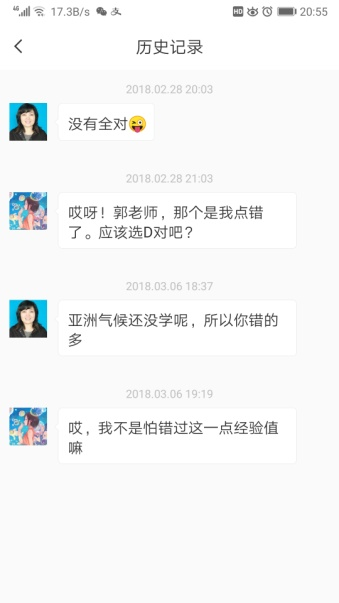 4G 17.3B/s 支 HD 20:55
历史记录
2018.02.28 20:03
没有全对😜
2018.02.28 21:03
哎呀！郭老师，那个是我点错
了。应该选D对吧？
2018.03.06 18:37
亚洲气候还没学呢，所以你错的
多
2018.03.06 19:19
哎，我不是怕错过这一点经验值
嘛